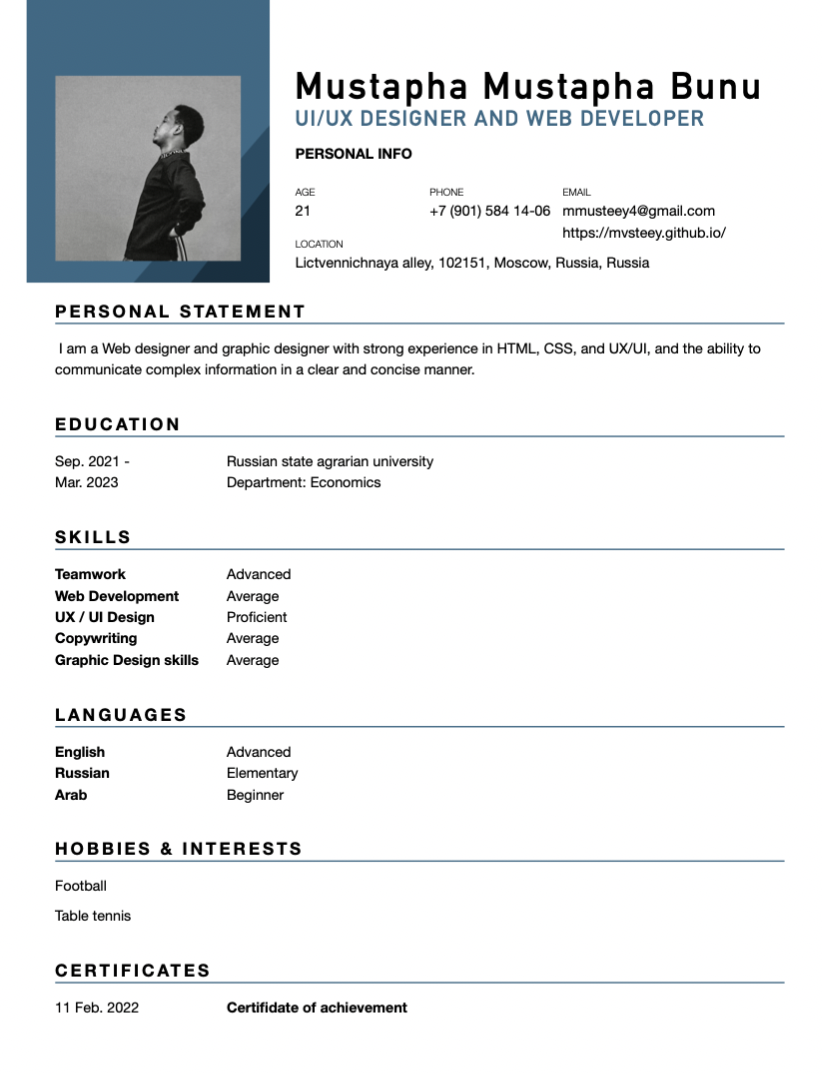 Mustapha Mustapha Bunu
UI/UX DESIGNER AND WEB DEVELOPER
PERSONAL INFO
AGE
21
PHONE
+7 (901) 584 14-06
EMAIL
mmusteey4@gmail.com
https://mvsteey.github.io/
LOCATION
Lictvennichnaya alley, 102151, Moscow, Russia, Russia
PERSONAL STATEMENT
I am a Web designer and graphic designer with strong experience in HTML, CSS, and UX/UI, and the ability to
communicate complex information in a clear and concise manner.
EDUCATION
Sep. 2021 - Russian state agrarian university
Mar. 2023 Department: Economics
SKILLS
Teamwork Advanced
Web Development Average
UX / UI Design Proficient
Copywriting Average
Graphic Design skills Average
LANGUAGES
English Advanced
Russian Elementary
Arab Beginner
HOBBIES & INTERESTS
Football
Table tennis
CERTIFICATES
11 Feb. 2022 Certifidate of achievement